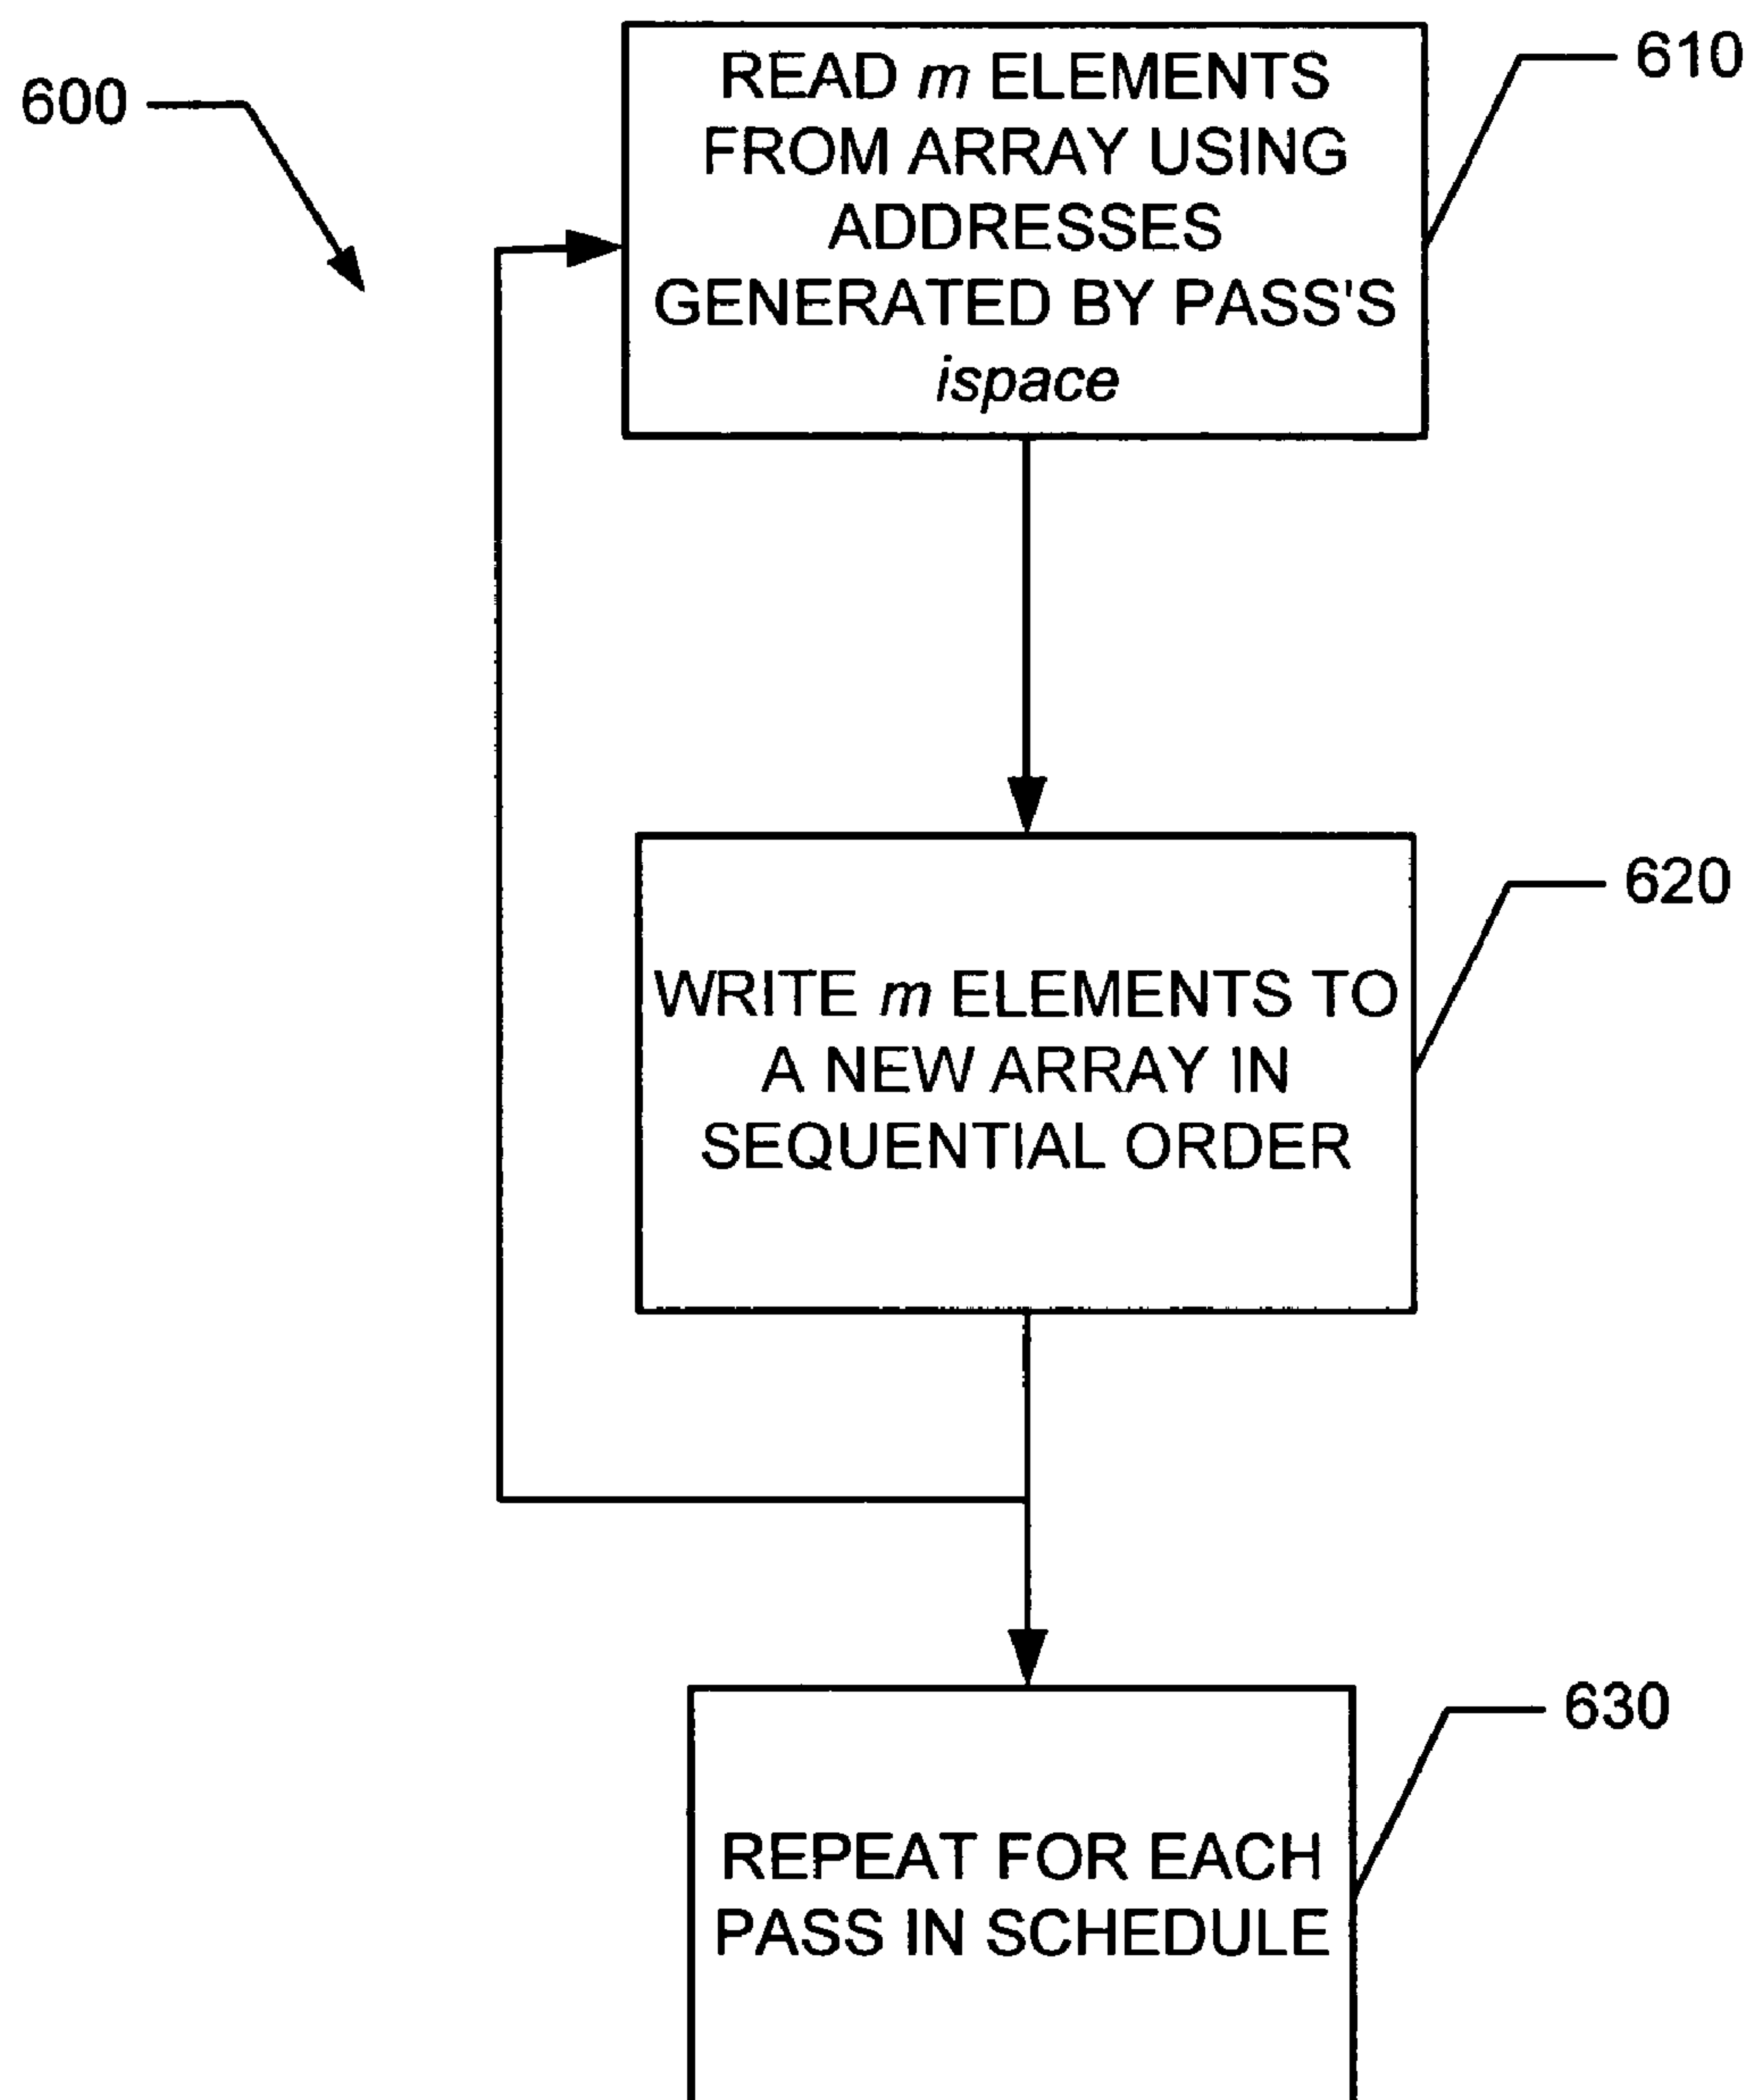 600
610
READ m ELEMENTS
FROM ARRAY USING
ADDRESSES
GENERATED BY PASS'S
ispace
620
WRITE m ELEMENTS TO
A NEW ARRAY IN
SEQUENTIAL ORDER
630
REPEAT FOR EACH
PASS IN SCHEDULE